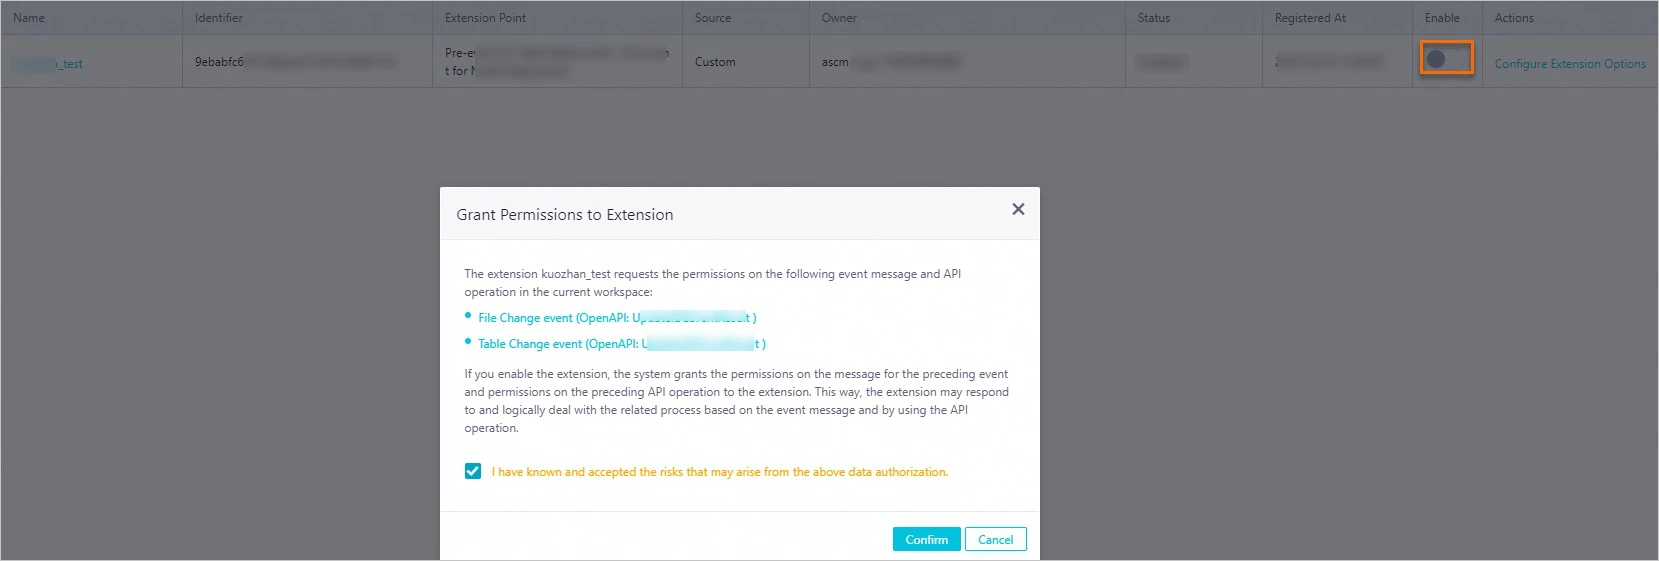 Name Identifier Extension Point Source Owner Status Registered At Enable Actions
_test 9ebabfc6 Pre-e Custom ascm Configure Extension Options
t for
Grant Permissions to Extension
The extension kuozhan_test requests the permissions on the following event message and API
operation in the current workspace:
• File Change event (OpenAPI: U t )
• Table Change event (OpenAPI: t )
If you enable the extension, the system grants the permissions on the message for the preceding event
and permissions on the preceding API operation to the extension. This way, the extension may respond
to and logically deal with the related process based on the event message and by using the API
operation.
I have known and accepted the risks that may arise from the above data authorization.
Confirm Cancel